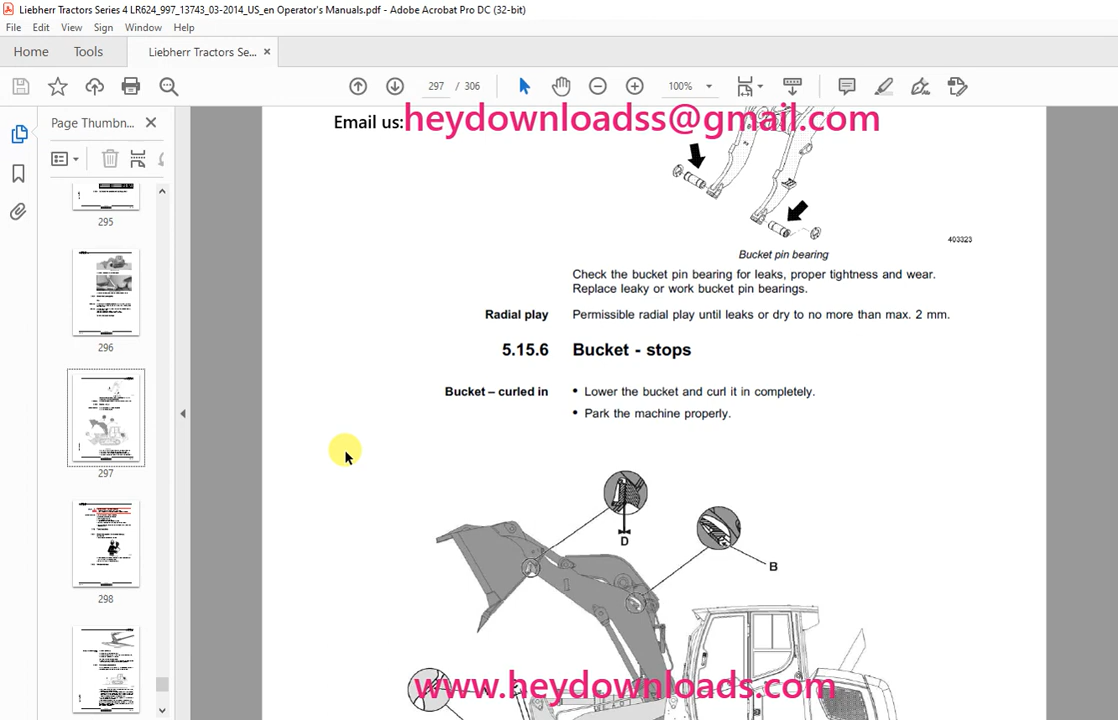 Liebherr Tractors Series 4 LR624_997_13743_03-2014_US_en Operator's Manuals.pdf - Adobe Acrobat Pro DC (32-bit)
File Edit View Sign Window Help
Home Tools Liebherr Tractors Se... ×
297 / 306 100%
Email us:heydownloadss@gmail.com
Page Thumbn...
295
296
297
298
403323
Bucket pin bearing
Check the bucket pin bearing for leaks, proper tightness and wear.
Replace leaky or work bucket pin bearings.
Radial play Permissible radial play until leaks or dry to no more than max. 2 mm.
5.15.6 Bucket - stops
Bucket – curled in • Lower the bucket and curl it in completely.
• Park the machine properly.
D
B
www.heydownloads.com